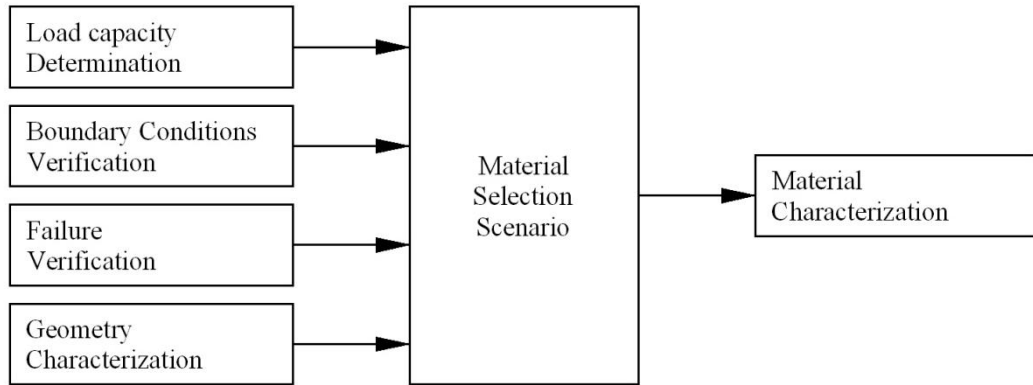 Load capacity
Determination
Boundary Conditions
Verification
Failure
Verification
Geometry
Characterization
Material
Selection
Scenario
Material
Characterization